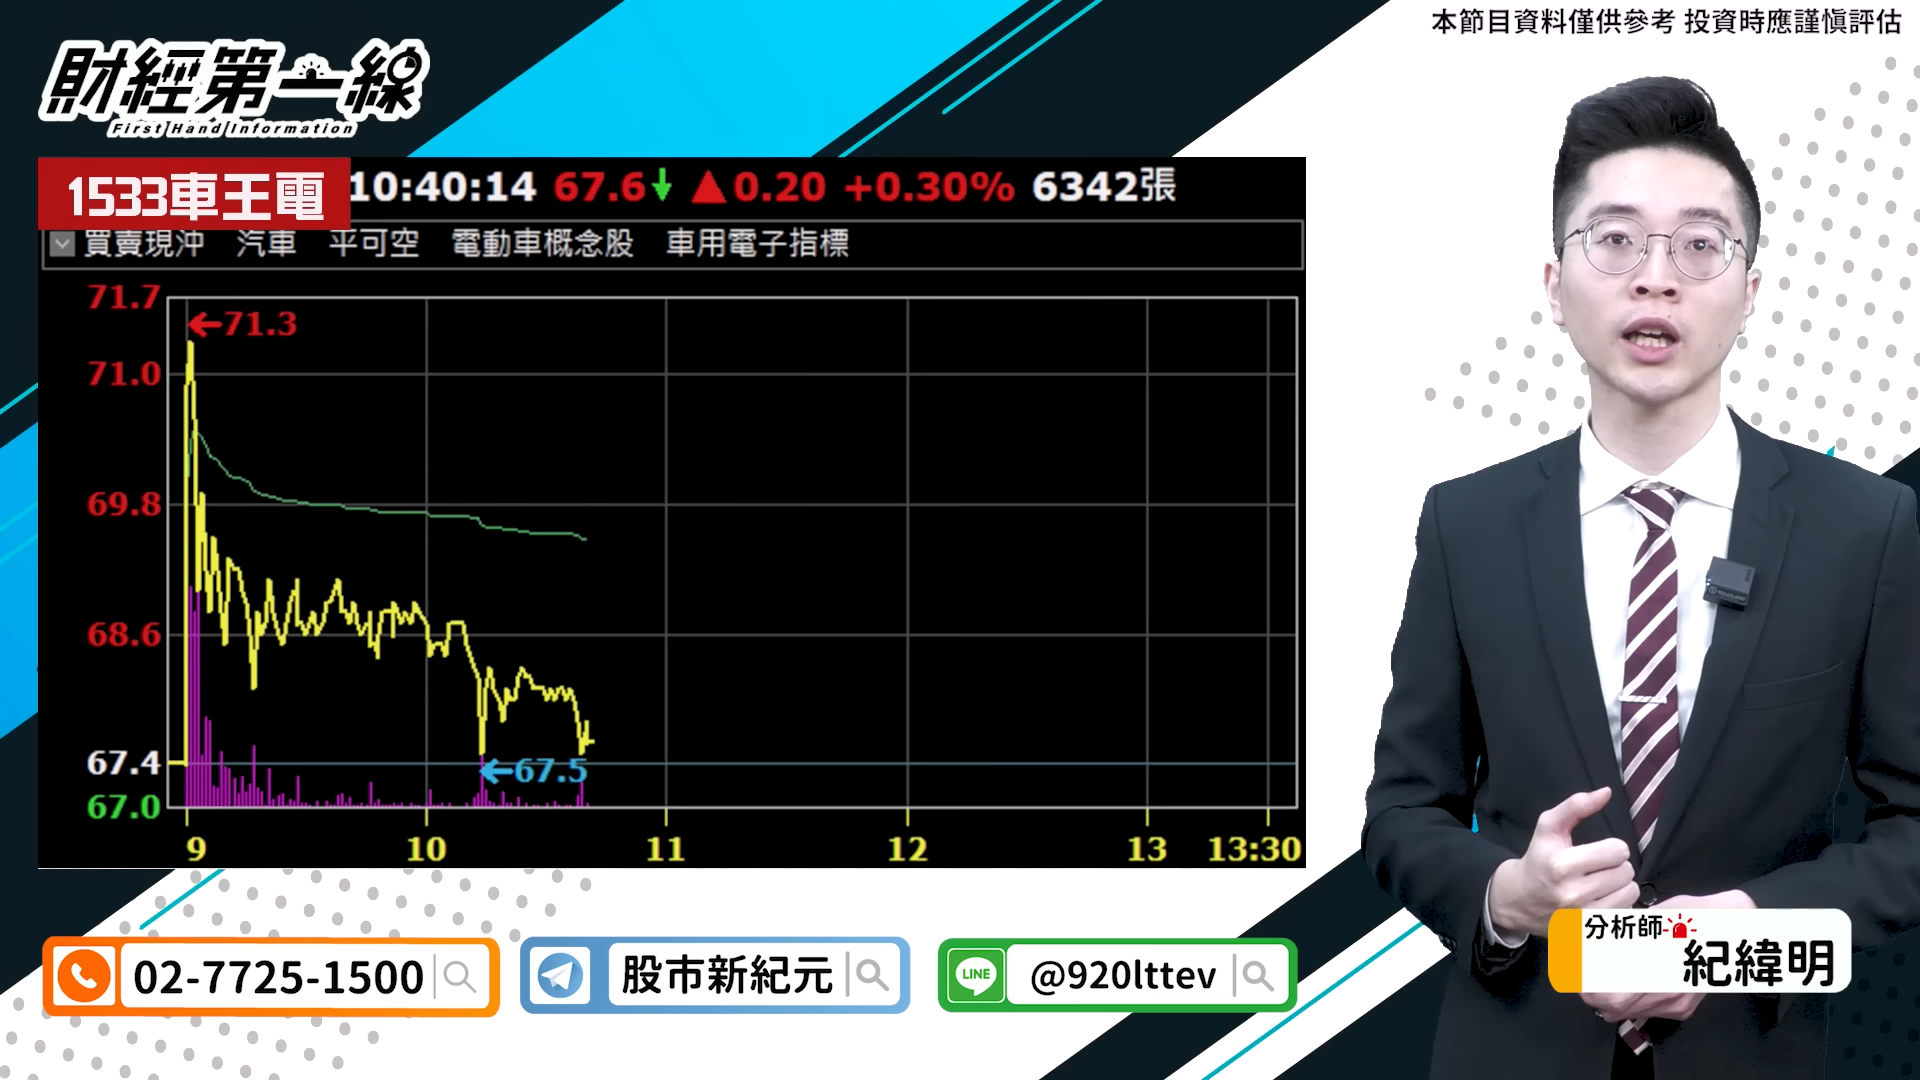 本節目資料僅供參考 投資時應謹慎評估
財經第一線
First Hand Information
1533車王電
10:40:14 67.6↓ ▲0.20 +0.30% 6342張
買賣現沖 汽車 平可空 電動車概念股 車用電子指標
71.7
←71.3
71.0
69.8
68.6
67.4
←67.5
67.0
9 10 11 12 13 13:30
分析師
紀緯明
02-7725-1500
股市新紀元
LINE
@920lttev